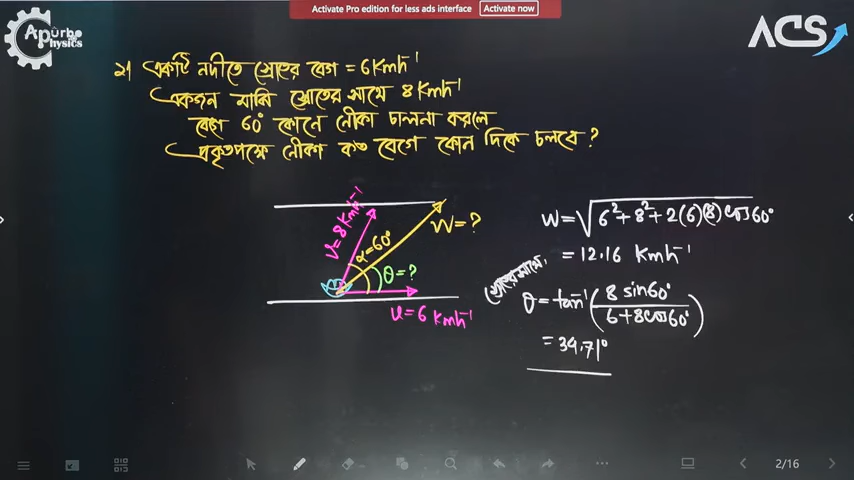 Activate Pro edition for less ads interface Activate now
Apurbo Physics
ACS
২। একটি নদীতে স্রোতের বেগ = 6 Kmh⁻¹
একজন মাঝি স্রোতের সাথে 8 Kmh⁻¹
বেগে 60° কোনে নৌকা চালনা করলে
প্রকৃতপক্ষে নৌকা কত বেগে কোন দিকে চলবে ?
v = 8 Kmh⁻¹
α = 60°
W = ?
θ = ?
u = 6 Kmh⁻¹
W = √6² + 8² + 2(6)(8) cos 60°
= 12.16 Kmh⁻¹
স্রোতের সাথে,
θ = tan⁻¹ (8 sin 60° / 6 + 8 cos 60°)
= 34.71°
2/16